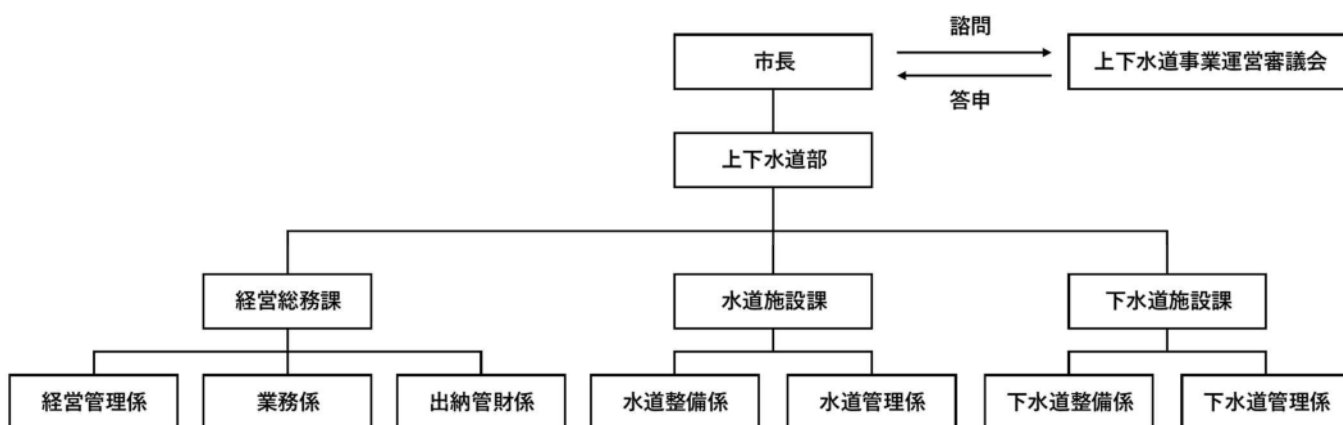 諮問
市長
上下水道事業運営審議会
答申
上下水道部
経営総務課
水道施設課
下水道施設課
経営管理係
業務係
出納管財係
水道整備係
水道管理係
下水道整備係
下水道管理係